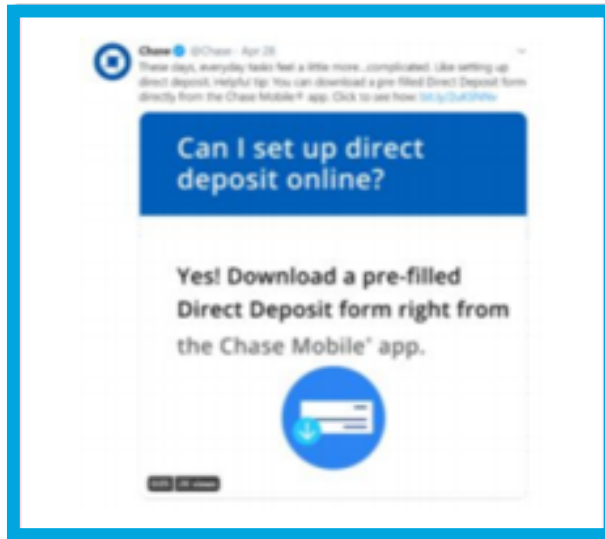 Chase @Chase · Apr 28
These days, everyday tasks feel a little more...complicated. Like setting up
direct deposit. Helpful tip: You can download a pre-filled Direct Deposit form
directly from the Chase Mobile® app. Click to see how:
Can I set up direct
deposit online?
Yes! Download a pre-filled
Direct Deposit form right from
the Chase Mobile® app.
views